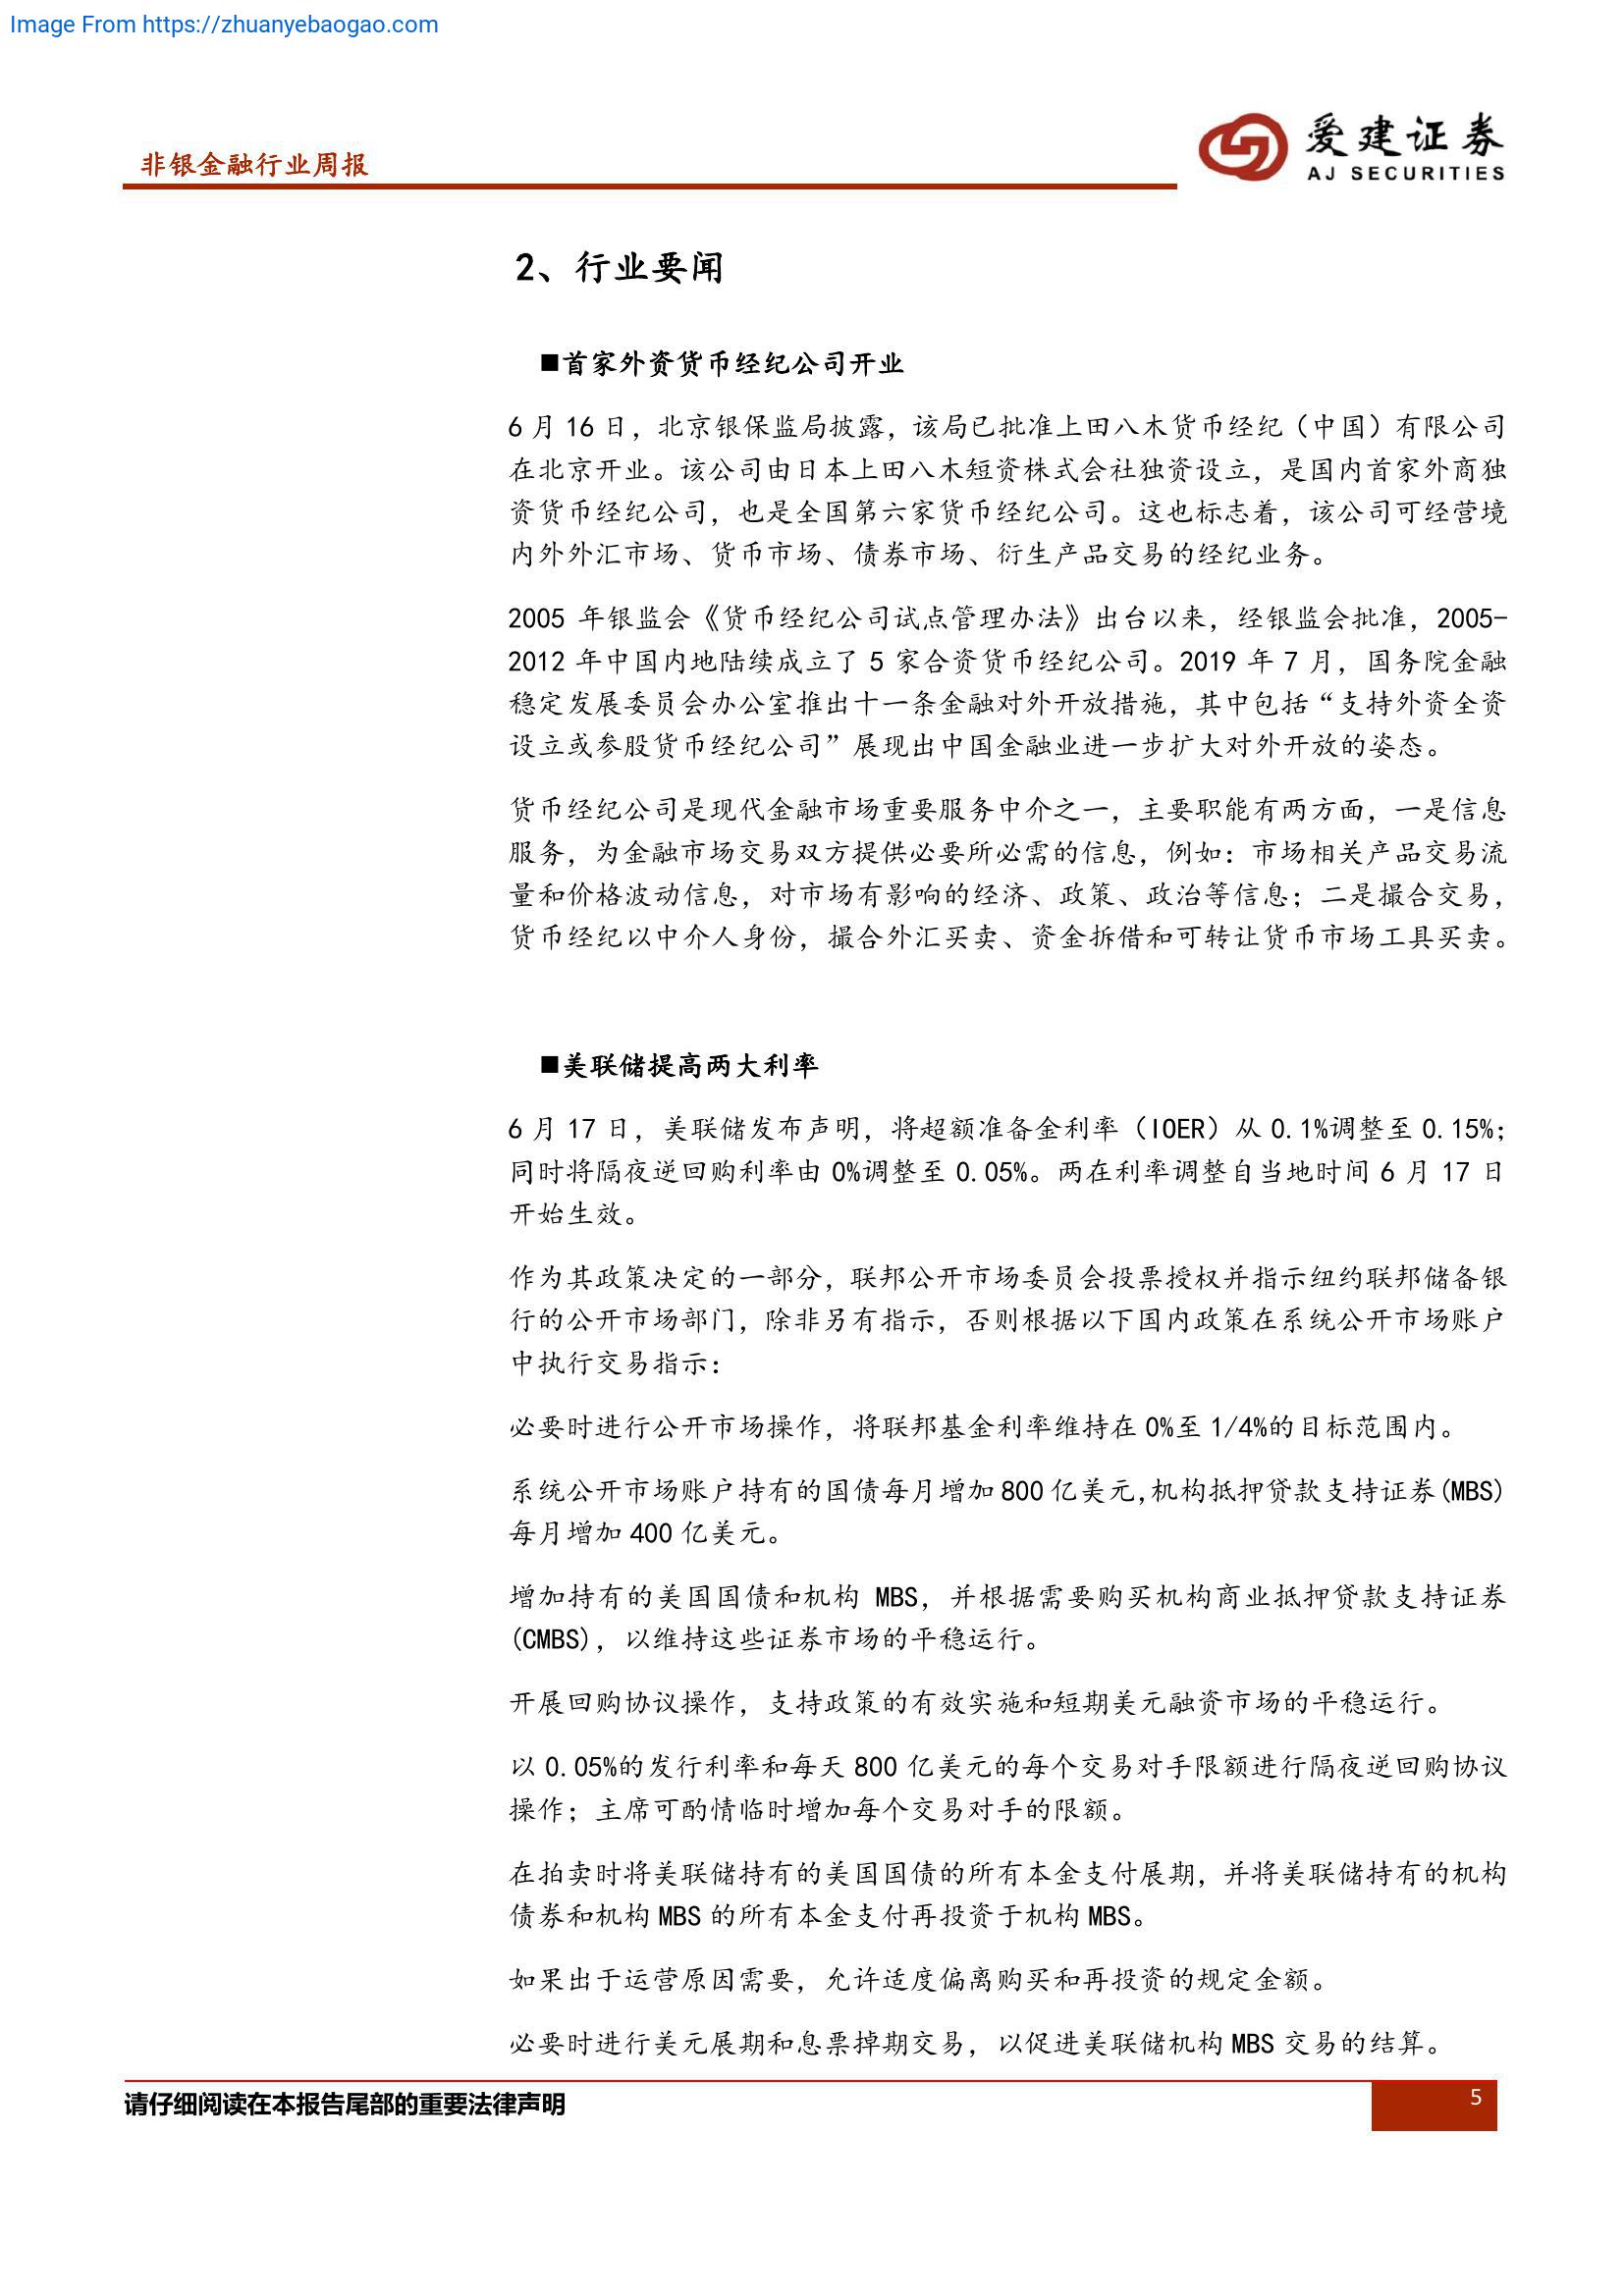 Image From https://zhuanyebaogao.com
非银金融行业周报
爱建证券
AJ SECURITIES
2、行业要闻
■首家外资货币经纪公司开业
6 月 16 日，北京银保监局披露，该局已批准上田八木货币经纪（中国）有限公司
在北京开业。该公司由日本上田八木短资株式会社独资设立，是国内首家外商独
资货币经纪公司，也是全国第六家货币经纪公司。这也标志着，该公司可经营境
内外外汇市场、货币市场、债券市场、衍生产品交易的经纪业务。
2005 年银监会《货币经纪公司试点管理办法》出台以来，经银监会批准，2005-
2012 年中国内地陆续成立了 5 家合资货币经纪公司。2019 年 7 月，国务院金融
稳定发展委员会办公室推出十一条金融对外开放措施，其中包括“支持外资全资
设立或参股货币经纪公司”展现出中国金融业进一步扩大对外开放的姿态。
货币经纪公司是现代金融市场重要服务中介之一，主要职能有两方面，一是信息
服务，为金融市场交易双方提供必要所必需的信息，例如：市场相关产品交易流
量和价格波动信息，对市场有影响的经济、政策、政治等信息；二是撮合交易，
货币经纪以中介人身份，撮合外汇买卖、资金拆借和可转让货币市场工具买卖。
■美联储提高两大利率
6 月 17 日，美联储发布声明，将超额准备金利率（IOER）从 0.1%调整至 0.15%；
同时将隔夜逆回购利率由 0%调整至 0.05%。两在利率调整自当地时间 6 月 17 日
开始生效。
作为其政策决定的一部分，联邦公开市场委员会投票授权并指示纽约联邦储备银
行的公开市场部门，除非另有指示，否则根据以下国内政策在系统公开市场账户
中执行交易指示：
必要时进行公开市场操作，将联邦基金利率维持在 0%至 1/4%的目标范围内。
系统公开市场账户持有的国债每月增加 800 亿美元,机构抵押贷款支持证券(MBS)
每月增加 400 亿美元。
增加持有的美国国债和机构 MBS，并根据需要购买机构商业抵押贷款支持证券
(CMBS)，以维持这些证券市场的平稳运行。
开展回购协议操作，支持政策的有效实施和短期美元融资市场的平稳运行。
以 0.05%的发行利率和每天 800 亿美元的每个交易对手限额进行隔夜逆回购协议
操作；主席可酌情临时增加每个交易对手的限额。
在拍卖时将美联储持有的美国国债的所有本金支付展期，并将美联储持有的机构
债券和机构 MBS 的所有本金支付再投资于机构 MBS。
如果出于运营原因需要，允许适度偏离购买和再投资的规定金额。
必要时进行美元展期和息票掉期交易，以促进美联储机构 MBS 交易的结算。
请仔细阅读在本报告尾部的重要法律声明
5